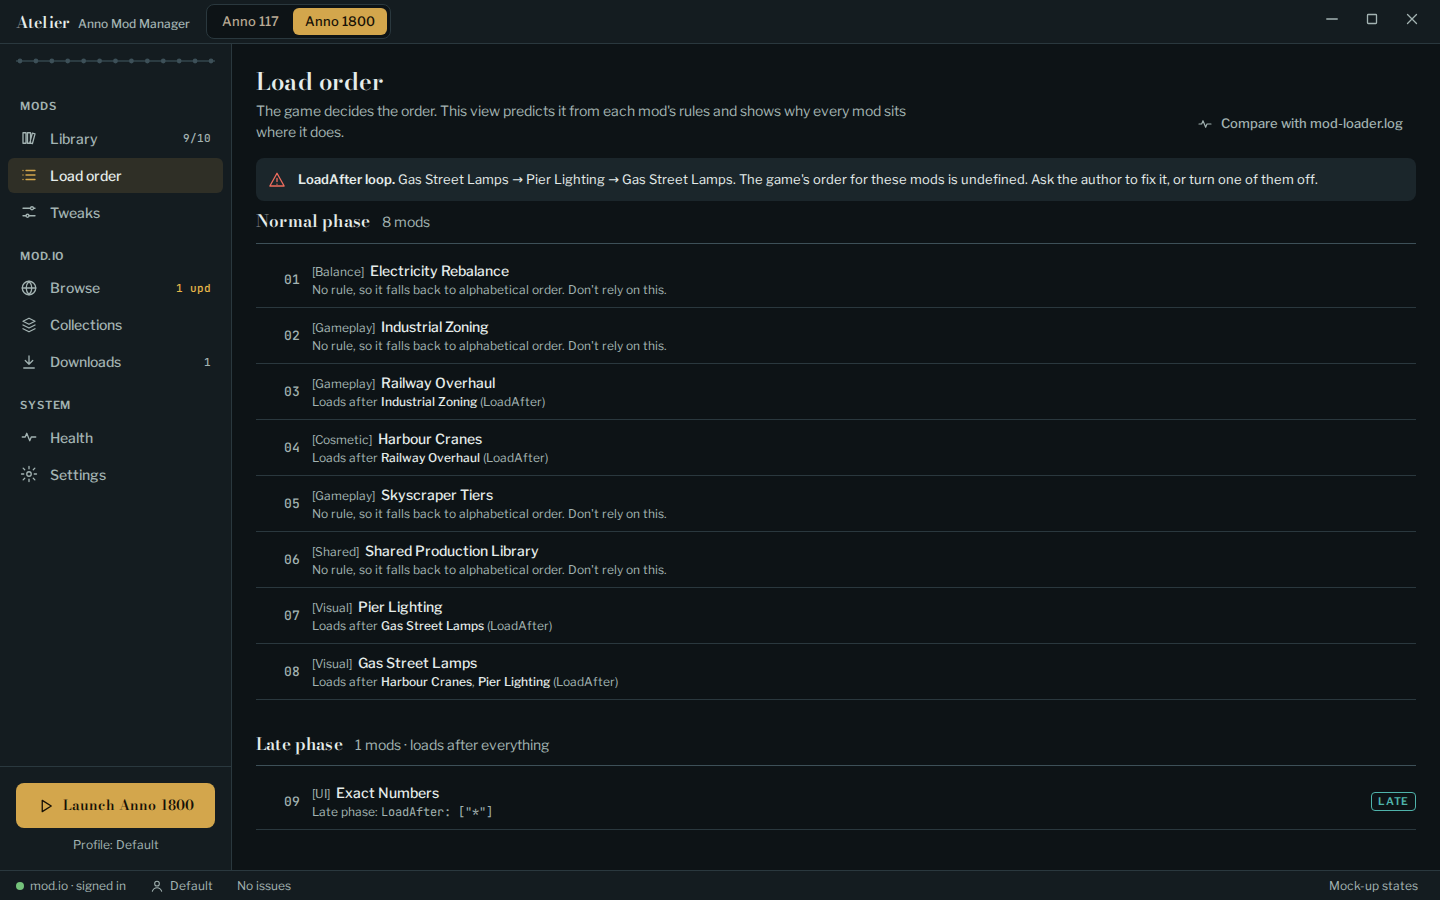 Atelier Anno Mod Manager Anno 117 Anno 1800
MODS
Library 9/10
Load order
Tweaks
MOD.IO
Browse 1 upd
Collections
Downloads 1
SYSTEM
Health
Settings
Launch Anno 1800
Profile: Default
Load order
The game decides the order. This view predicts it from each mod's rules and shows why every mod sits
where it does.
Compare with mod-loader.log
LoadAfter loop. Gas Street Lamps → Pier Lighting → Gas Street Lamps. The game's order for these mods is undefined. Ask the author to fix it, or turn one of them off.
Normal phase 8 mods
01 [Balance] Electricity Rebalance
No rule, so it falls back to alphabetical order. Don't rely on this.
02 [Gameplay] Industrial Zoning
No rule, so it falls back to alphabetical order. Don't rely on this.
03 [Gameplay] Railway Overhaul
Loads after Industrial Zoning (LoadAfter)
04 [Cosmetic] Harbour Cranes
Loads after Railway Overhaul (LoadAfter)
05 [Gameplay] Skyscraper Tiers
No rule, so it falls back to alphabetical order. Don't rely on this.
06 [Shared] Shared Production Library
No rule, so it falls back to alphabetical order. Don't rely on this.
07 [Visual] Pier Lighting
Loads after Gas Street Lamps (LoadAfter)
08 [Visual] Gas Street Lamps
Loads after Harbour Cranes, Pier Lighting (LoadAfter)
Late phase 1 mods · loads after everything
09 [UI] Exact Numbers
Late phase: LoadAfter: ["*"]
LATE
mod.io · signed in Default No issues Mock-up states